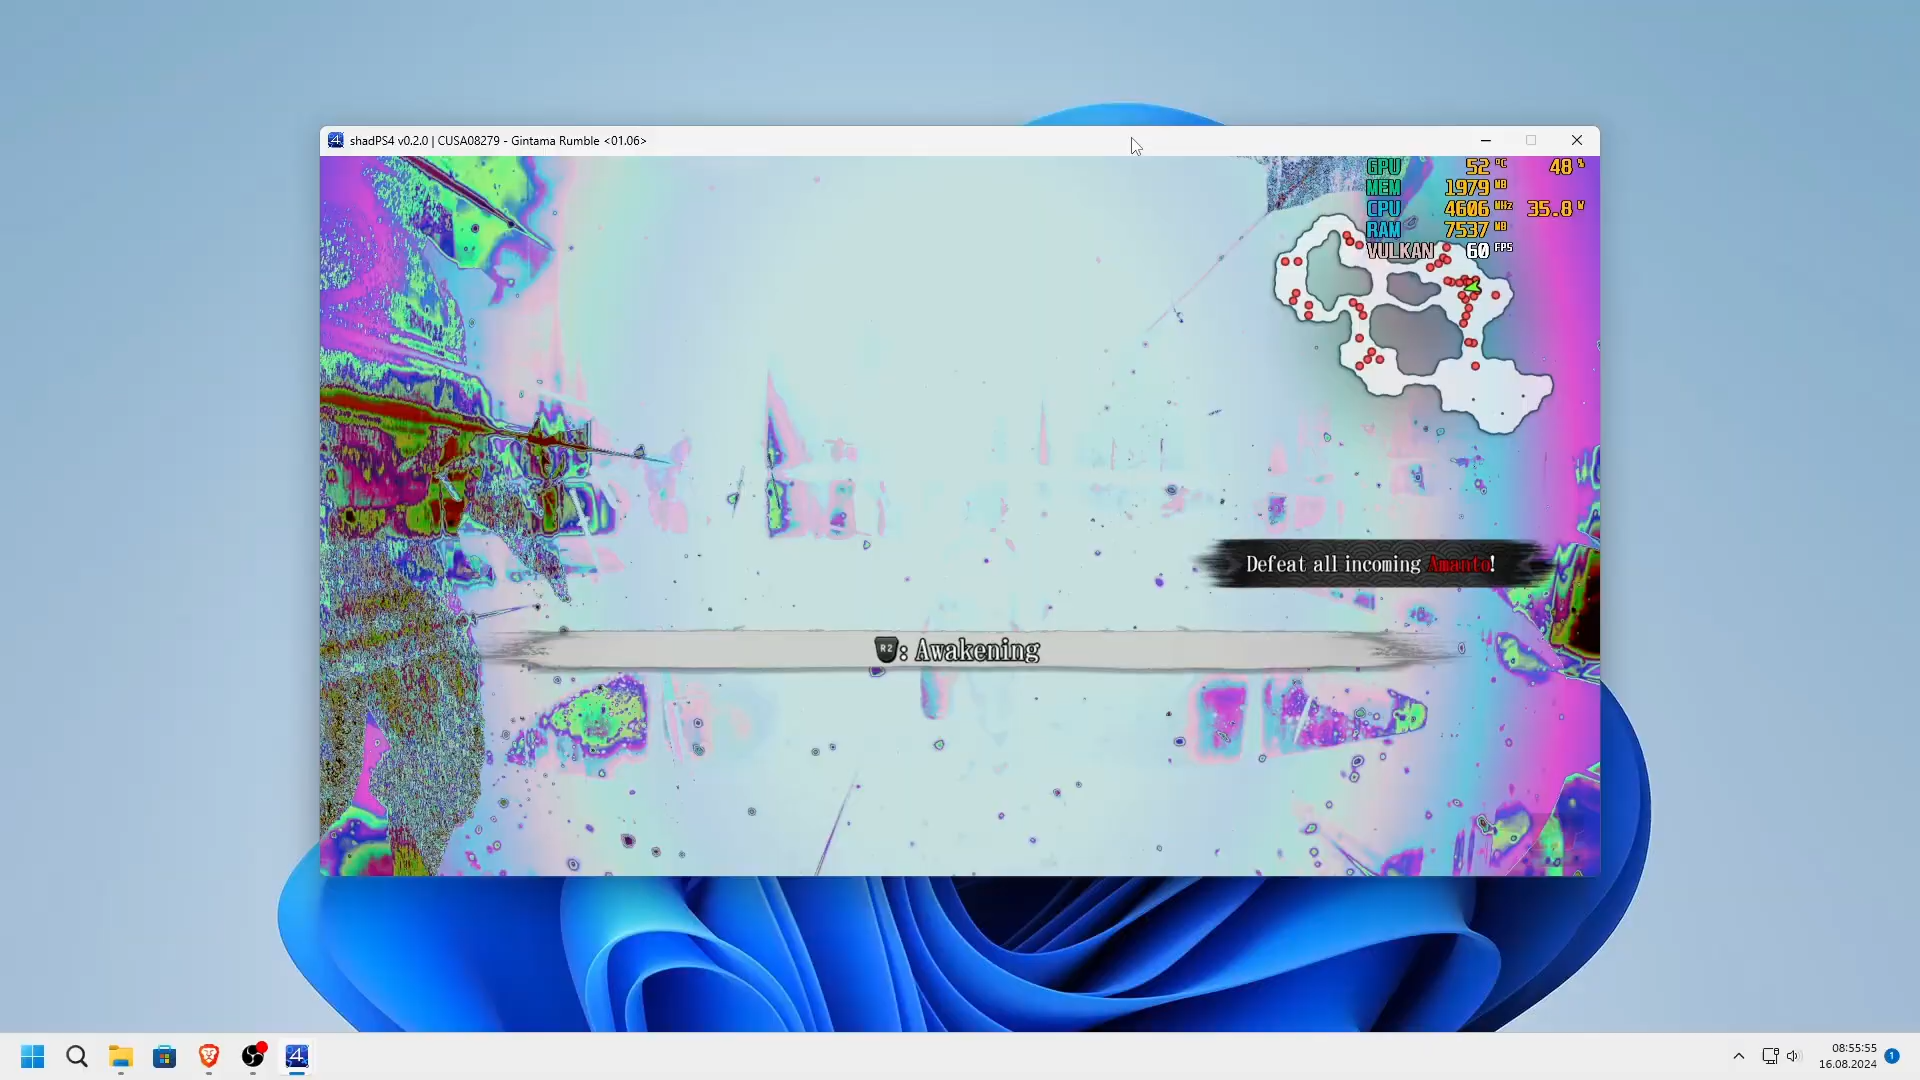 shadPS4 v0.2.0 | CUSA08279 - Gintama Rumble <01.06>
GPU 52 °C 48 %
MEM 1979 MB
CPU 4606 MHz 35.8 W
RAM 7537 MB
VULKAN 60 FPS
Defeat all incoming Amanto!
R2 : Awakening
08:55:55
16.08.2024
1